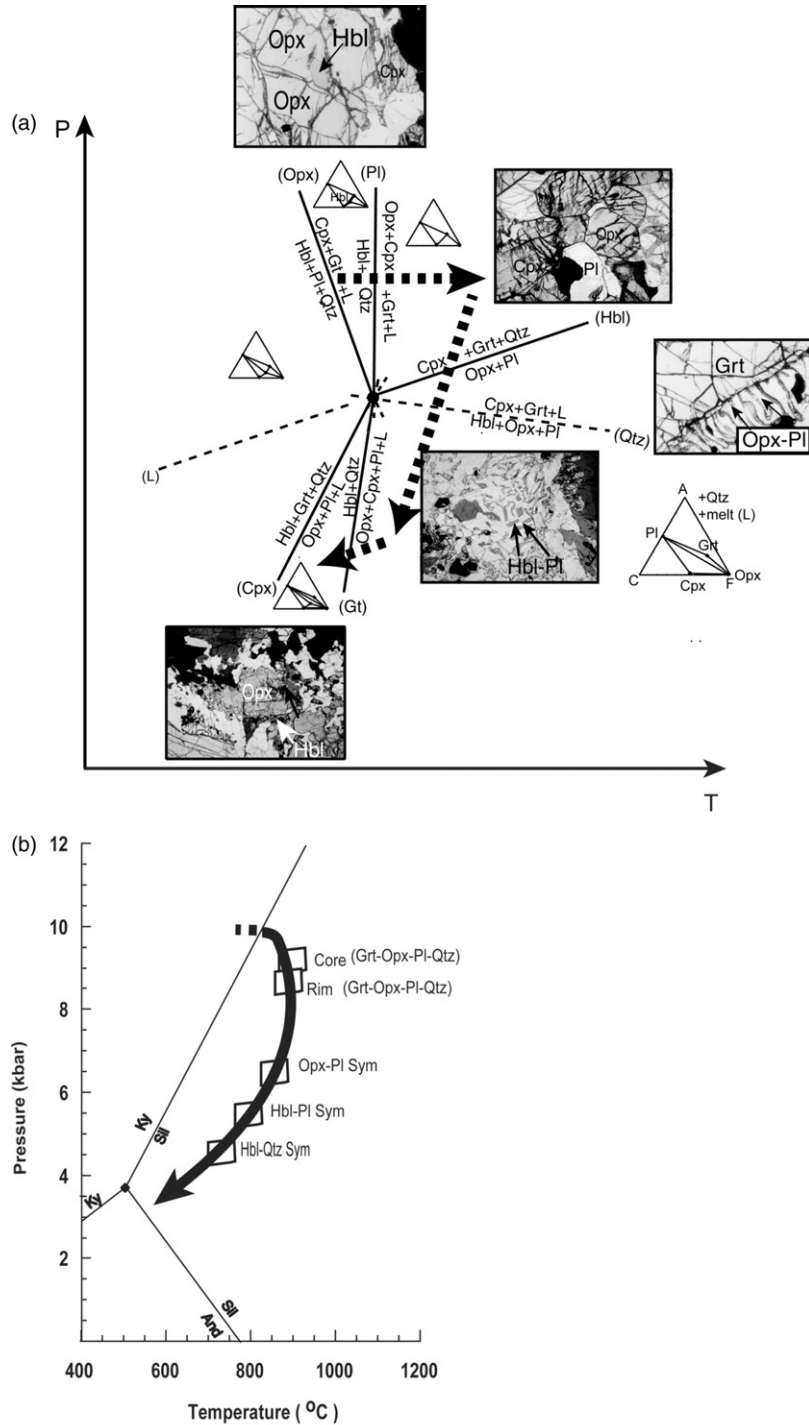 Opx
Hbl
Cpx
Opx
(a)
P
(Opx)
(Pl)
Hbl
Cpx+Gt+L
Hbl+Pl+Qtz
Hbl+ Qtz
Opx+Cpx +Grt+L
Opx
Cpx
Pl
(Hbl)
Cpx +Grt+Qtz
Opx+Pl
Grt
Opx-Pl
Cpx+Grt+L
Hbl+Opx+Pl
(Qtz)
(L)
Hbl+Grt+Qtz
Opx+Pl+L
Hbl+Qtz
Opx+Cpx+Pl+L
Hbl-Pl
A
+Qtz
+melt (L)
Pl
Grt
C
Cpx
F
Opx
(Cpx)
(Gt)
Opx
Hbl
T
(b)
12
10
8
6
4
2
Pressure (kbar)
Core (Grt-Opx-Pl-Qtz)
Rim (Grt-Opx-Pl-Qtz)
Opx-Pl Sym
Hbl-Pl Sym
Hbl-Qtz Sym
Ky
Sil
Ky
Sil
And
400 600 800 1000 1200
Temperature ( °C)